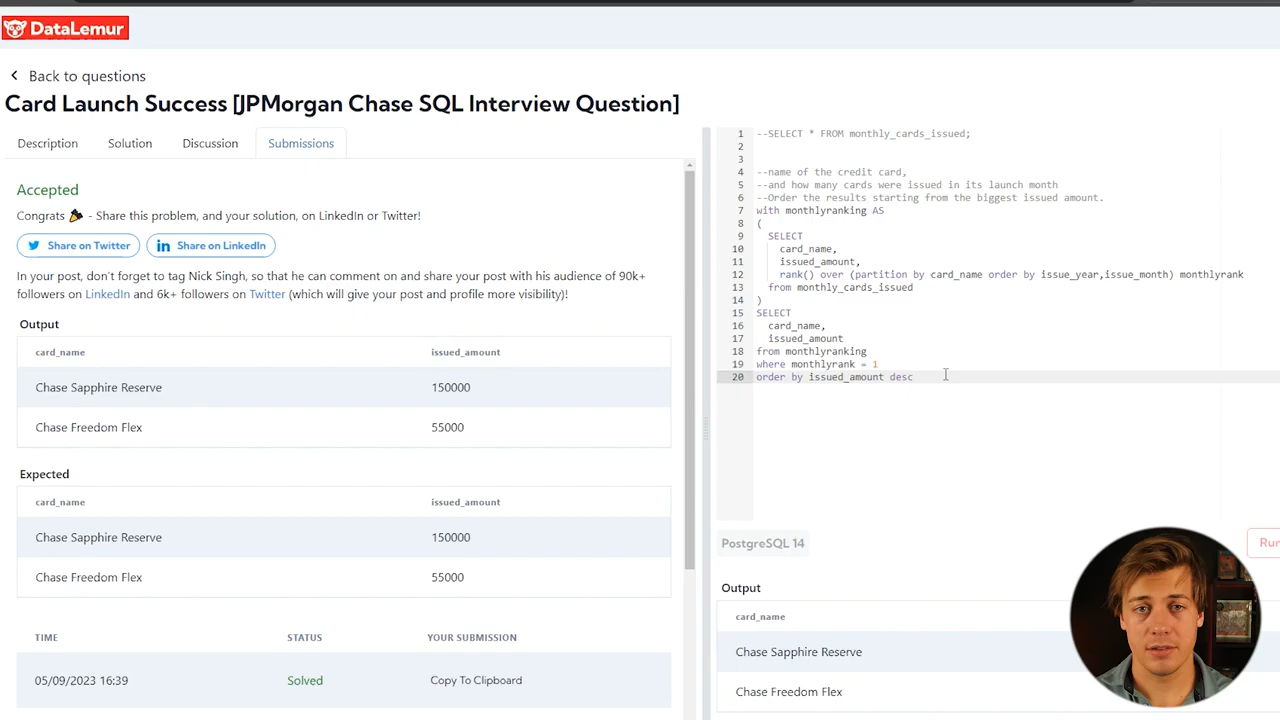 DataLemur
Back to questions
Card Launch Success [JPMorgan Chase SQL Interview Question]
Description Solution Discussion Submissions
Accepted
Congrats 🎉 - Share this problem, and your solution, on LinkedIn or Twitter!
Share on Twitter Share on LinkedIn
In your post, don't forget to tag Nick Singh, so that he can comment on and share your post with his audience of 90k+
followers on LinkedIn and 6k+ followers on Twitter (which will give your post and profile more visibility)!
Output
card_name issued_amount
Chase Sapphire Reserve 150000
Chase Freedom Flex 55000
Expected
card_name issued_amount
Chase Sapphire Reserve 150000
Chase Freedom Flex 55000
TIME STATUS YOUR SUBMISSION
05/09/2023 16:39 Solved Copy To Clipboard
1 --SELECT * FROM monthly_cards_issued;
2
3
4 --name of the credit card,
5 --and how many cards were issued in its launch month
6 --Order the results starting from the biggest issued amount.
7 with monthlyranking AS
8 (
9 SELECT
10 card_name,
11 issued_amount,
12 rank() over (partition by card_name order by issue_year,issue_month) monthlyrank
13 from monthly_cards_issued
14 )
15 SELECT
16 card_name,
17 issued_amount
18 from monthlyranking
19 where monthlyrank = 1
20 order by issued_amount desc
PostgreSQL 14
Run
Output
card_name
Chase Sapphire Reserve
Chase Freedom Flex